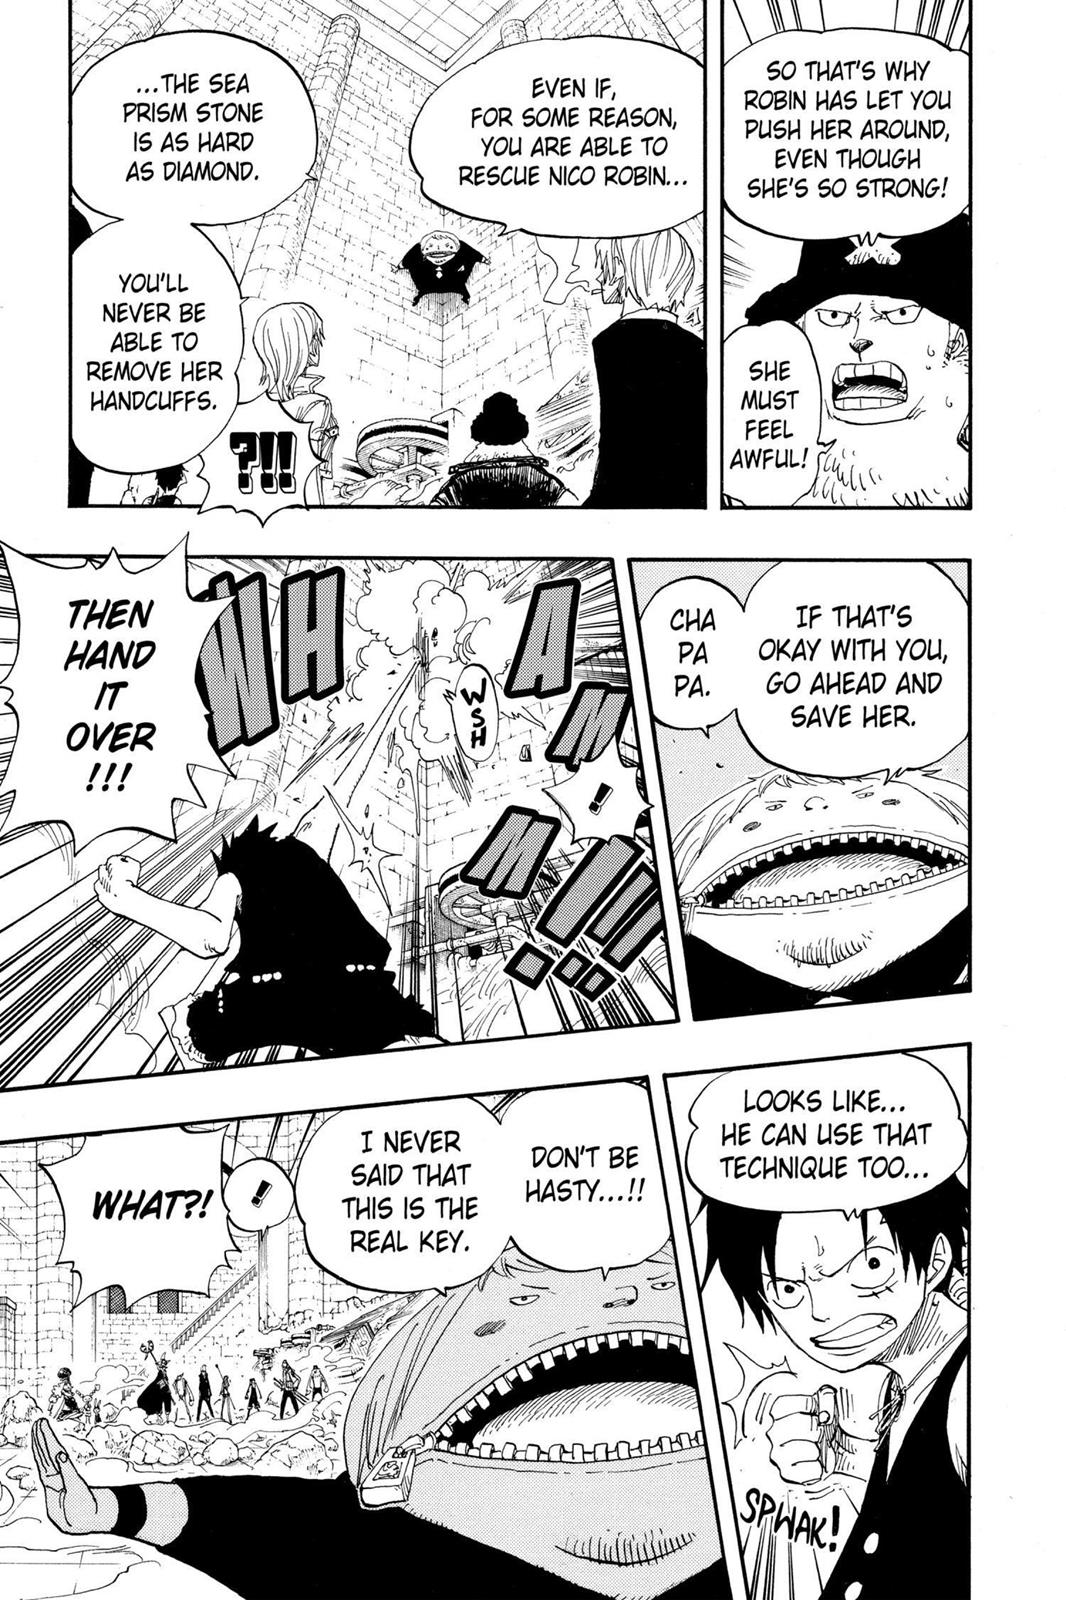 SO THAT'S WHY
ROBIN HAS LET YOU
PUSH HER AROUND,
EVEN THOUGH
SHE'S SO STRONG!
SHE
MUST
FEEL
AWFUL!
EVEN IF,
FOR SOME REASON,
YOU ARE ABLE TO
RESCUE NICO ROBIN...
...THE SEA
PRISM STONE
IS AS HARD
AS DIAMOND.
YOU'LL
NEVER BE
ABLE TO
REMOVE HER
HANDCUFFS.
?!!
IF THAT'S
OKAY WITH YOU,
GO AHEAD AND
SAVE HER.
CHA
PA
PA.
WHAMM!!!
WSH
!
THEN
HAND
IT
OVER
!!!
LOOKS LIKE...
HE CAN USE THAT
TECHNIQUE TOO...
SPWAK!
DON'T BE
HASTY...!!
I NEVER
SAID THAT
THIS IS THE
REAL KEY.
!
WHAT?!